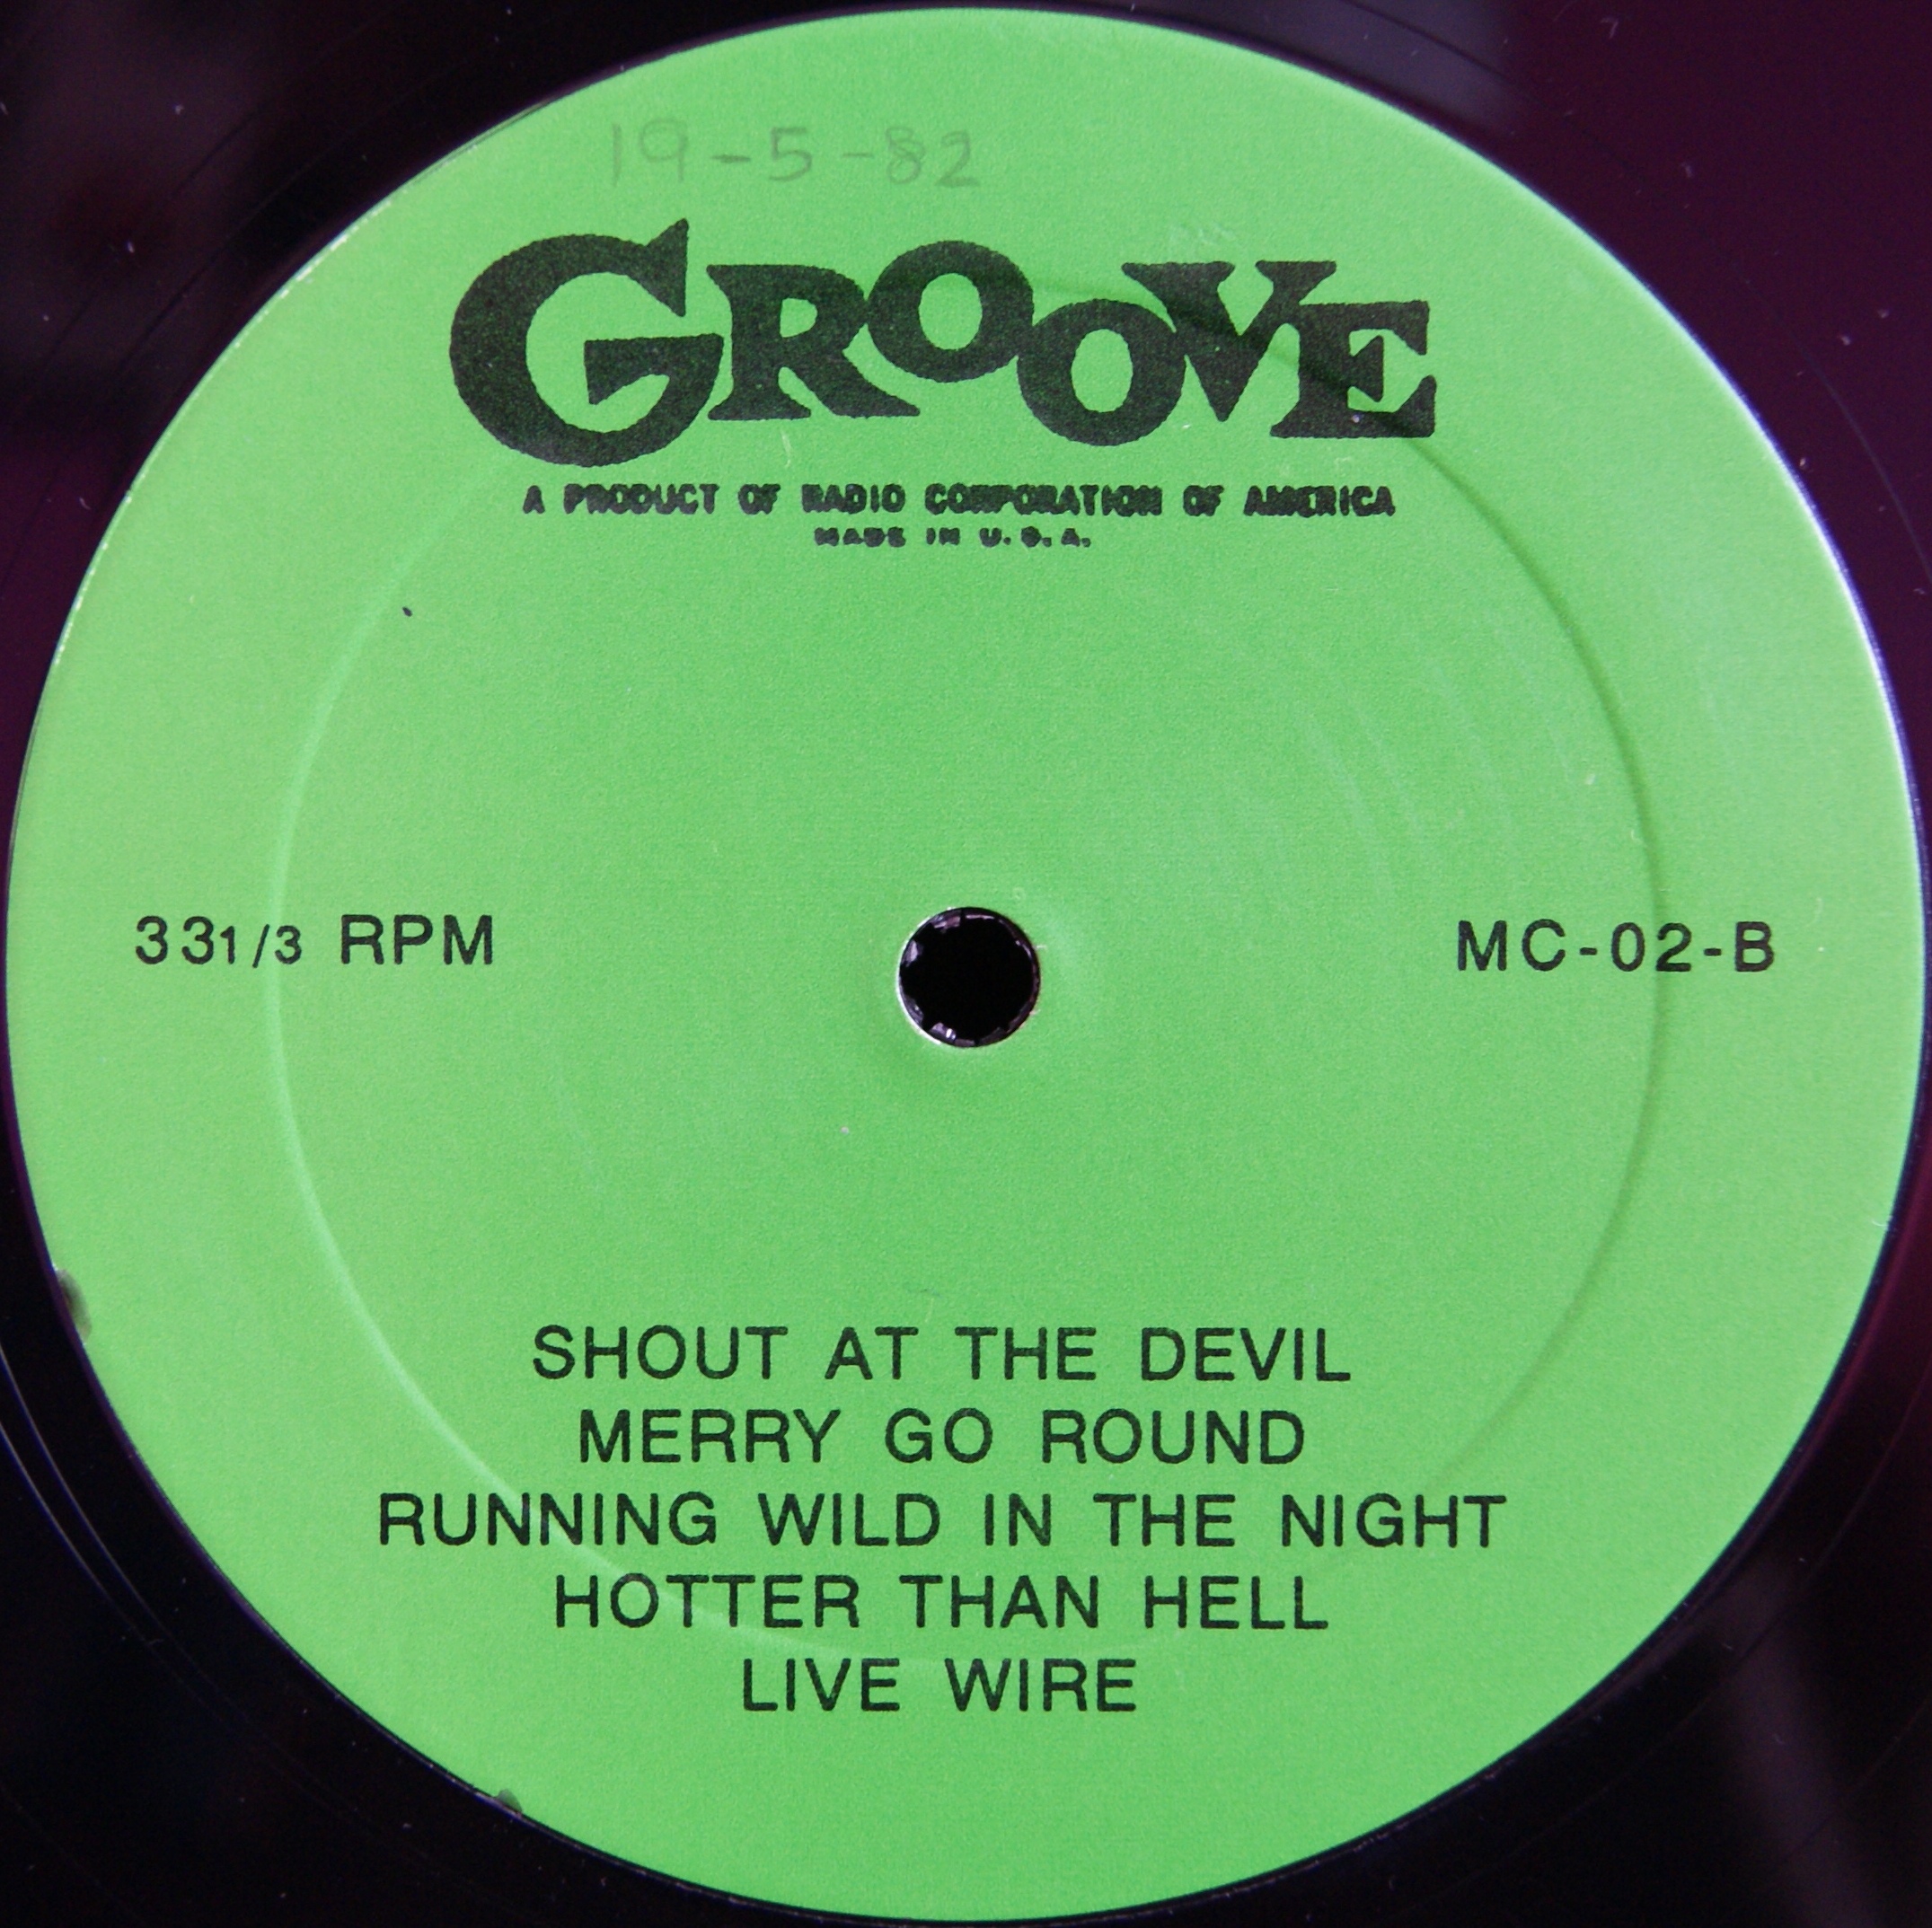 19-5-82
GROOVE
A PRODUCT OF RADIO CORPORATION OF AMERICA
MADE IN U.S.A.
33 1/3 RPM
MC-02-B
SHOUT AT THE DEVIL
MERRY GO ROUND
RUNNING WILD IN THE NIGHT
HOTTER THAN HELL
LIVE WIRE